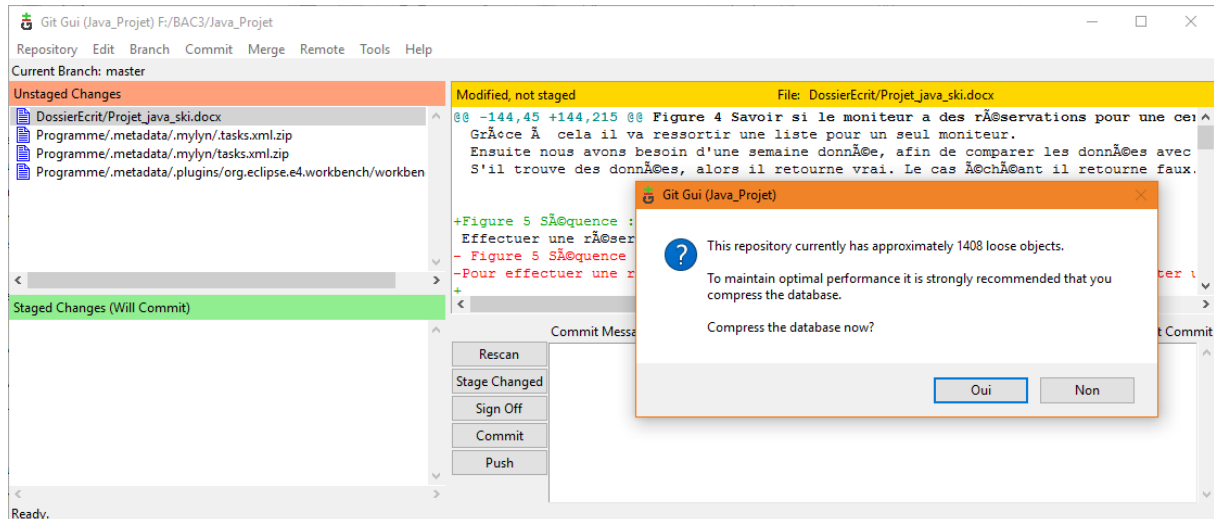 Git Gui (Java_Projet) F:/BAC3/Java_Projet
Repository Edit Branch Commit Merge Remote Tools Help
Current Branch: master
Unstaged Changes
DossierEcrit/Projet_java_ski.docx
Programme/.metadata/.mylyn/.tasks.xml.zip
Programme/.metadata/.mylyn/tasks.xml.zip
Programme/.metadata/.plugins/org.eclipse.e4.workbench/workben
Staged Changes (Will Commit)
Modified, not staged File: DossierEcrit/Projet_java_ski.docx
@@ -144,45 +144,215 @@ Figure 4 Savoir si le moniteur a des rÃ©servations pour une cer
GrÃ¢ce Ã cela il va ressortir une liste pour un seul moniteur.
Ensuite nous avons besoin d'une semaine donnÃ©e, afin de comparer les donnÃ©es avec
S'il trouve des donnÃ©es, alors il retourne vrai. Le cas Ã©chÃ©ant il retourne faux.
+Figure 5 SÃ©quence :
Effectuer une rÃ©ser
- Figure 5 SÃ©quence
-Pour effectuer une r ter u
+
Commit Messa t Commit
Rescan
Stage Changed
Sign Off
Commit
Push
Git Gui (Java_Projet)
This repository currently has approximately 1408 loose objects.
To maintain optimal performance it is strongly recommended that you
compress the database.
Compress the database now?
Oui Non
Ready.